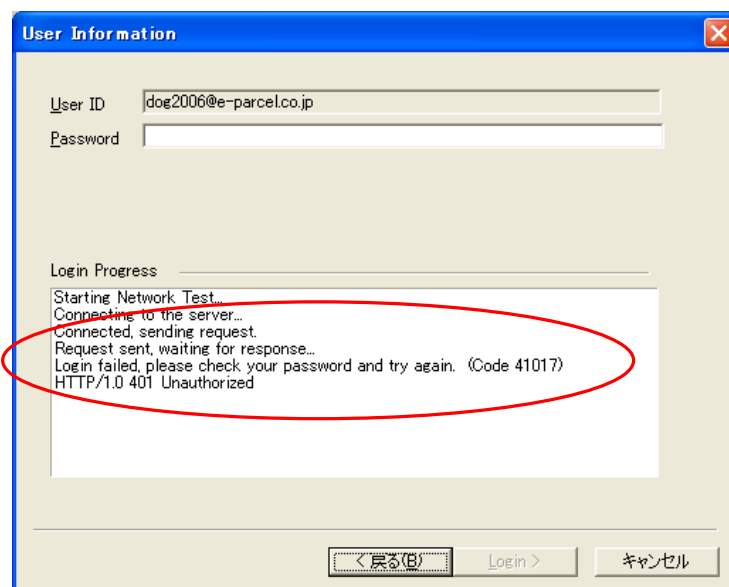 User Information
User ID dog2006@e-parcel.co.jp
Password
Login Progress
Starting Network Test...
Connecting to the server...
Connected, sending request.
Request sent, waiting for response...
Login failed, please check your password and try again. (Code 41017)
HTTP/1.0 401 Unauthorized
< 戻る(B) Login > キャンセル